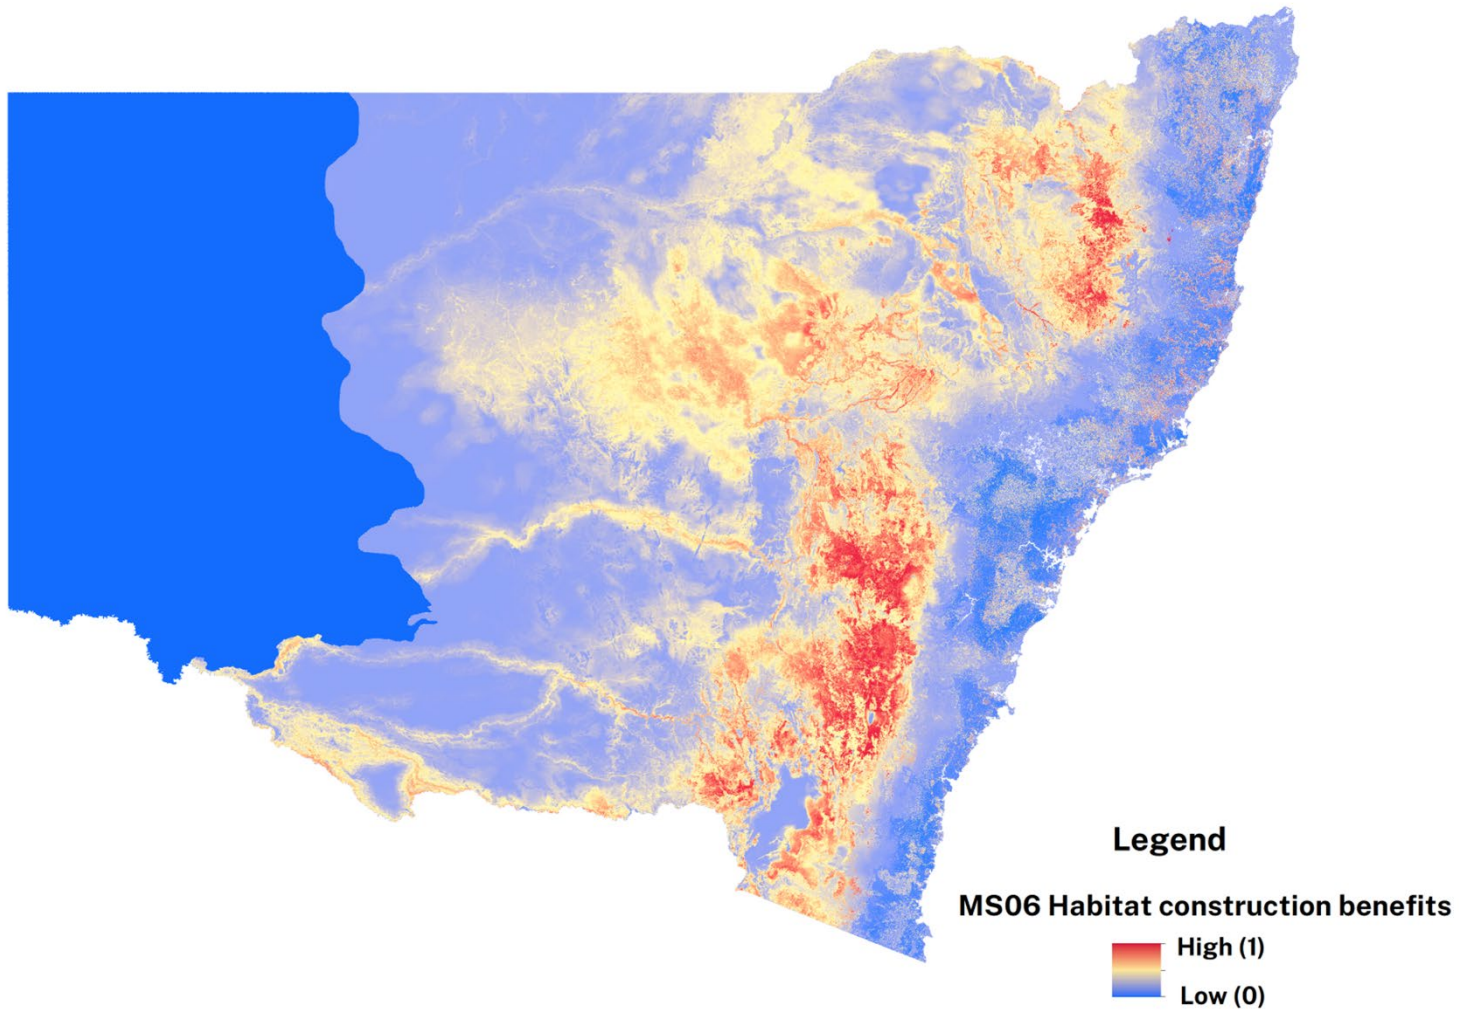 Legend
MS06 Habitat construction benefits
High (1)
Low (0)